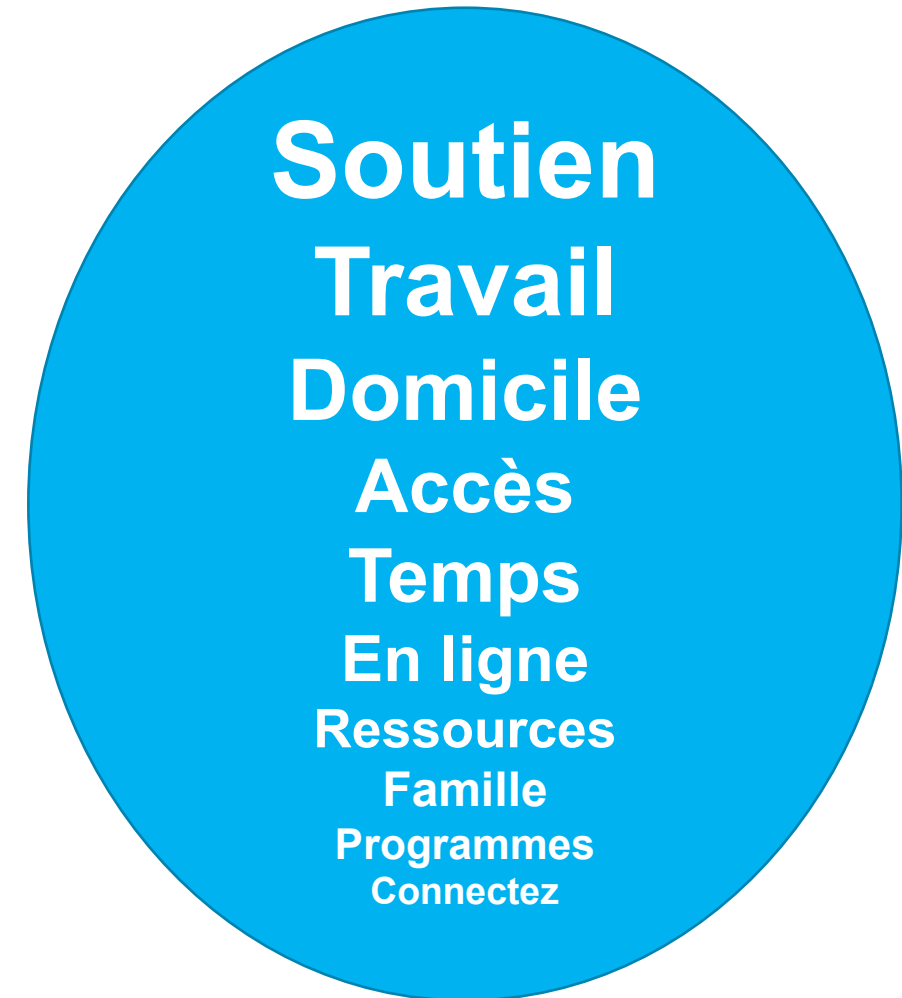 Soutien
Travail
Domicile
Accès
Temps
En ligne
Ressources
Famille
Programmes
Connectez